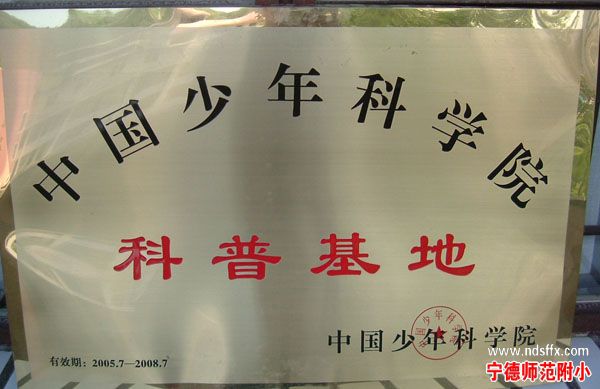 中国少年科学院
科普基地
中国少年科学院
有效期：2005.7—2008.7
www.ndsffx.com
宁德师范附小